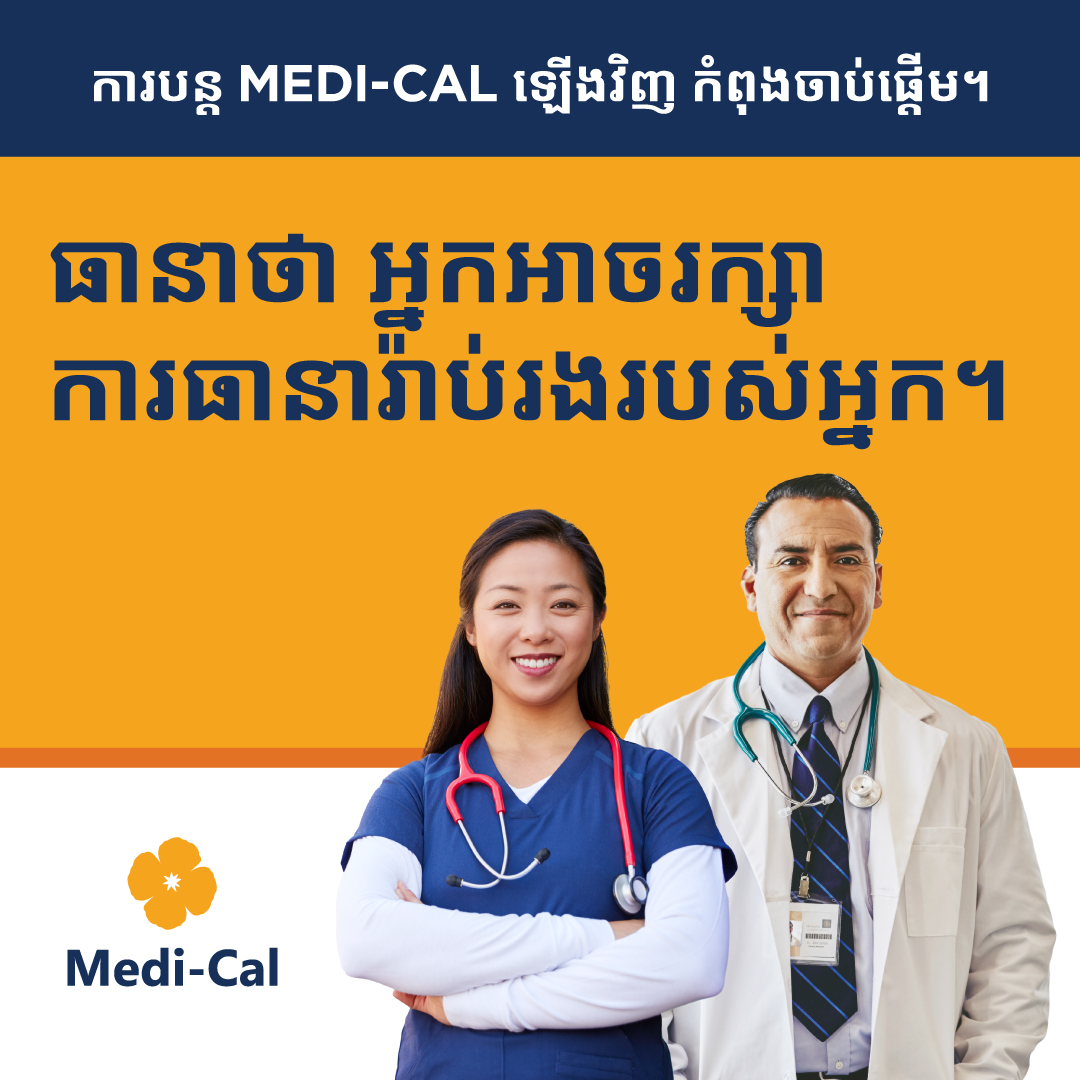 ការបន្ត MEDI-CAL ឡើងវិញ កំពុងចាប់ផ្តើម។
ធានាថា អ្នកអាចរក្សា
ការធានារ៉ាប់រងរបស់អ្នក។
Medi-Cal